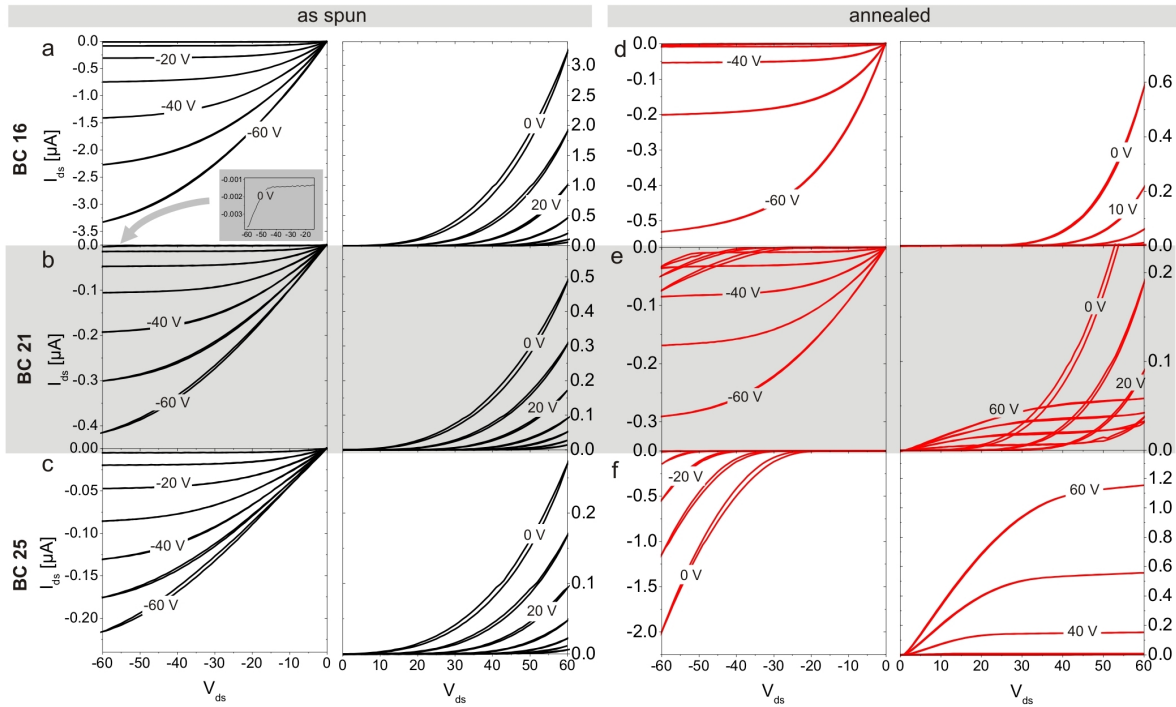 as spun
annealed
a
0.0
-0.5
-1.0
-1.5
-2.0
-2.5
-3.0
-3.5
-20 V
-40 V
-60 V
-0.001
-0.002
-0.003
0 V
-60 -50 -40 -30 -20
3.0
2.5
2.0
1.5
1.0
0.5
0.0
0 V
20 V
BC 16
I_ds [µA]
d
0.0
-0.1
-0.2
-0.3
-0.4
-0.5
-40 V
-60 V
0.6
0.4
0.2
0.0
0 V
10 V
b
0.0
-0.1
-0.2
-0.3
-0.4
-40 V
-60 V
0.5
0.4
0.3
0.2
0.1
0.0
0 V
20 V
BC 21
I_ds [µA]
e
0.0
-0.1
-0.2
-0.3
-40 V
-60 V
0.2
0.1
0.0
0 V
20 V
60 V
c
0.00
-0.05
-0.10
-0.15
-0.20
-20 V
-40 V
-60 V
0.2
0.1
0.0
0 V
20 V
BC 25
I_ds [µA]
f
0.0
-0.5
-1.0
-1.5
-2.0
-20 V
0 V
1.2
1.0
0.8
0.6
0.4
0.2
0.0
60 V
40 V
-60 -50 -40 -30 -20 -10 0
0 10 20 30 40 50 60
-60 -50 -40 -30 -20 -10 0
0 10 20 30 40 50 60
V_ds
V_ds
V_ds
V_ds